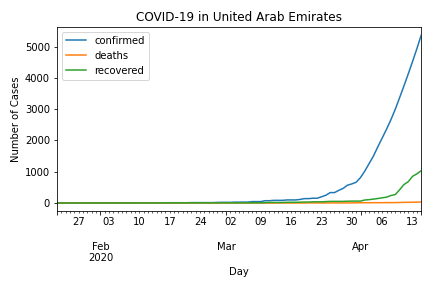 COVID-19 in United Arab Emirates
confirmed
deaths
recovered
Number of Cases
5000
4000
3000
2000
1000
0
27 03 10 17 24 02 09 16 23 30 06 13
Feb Mar Apr
2020
Day